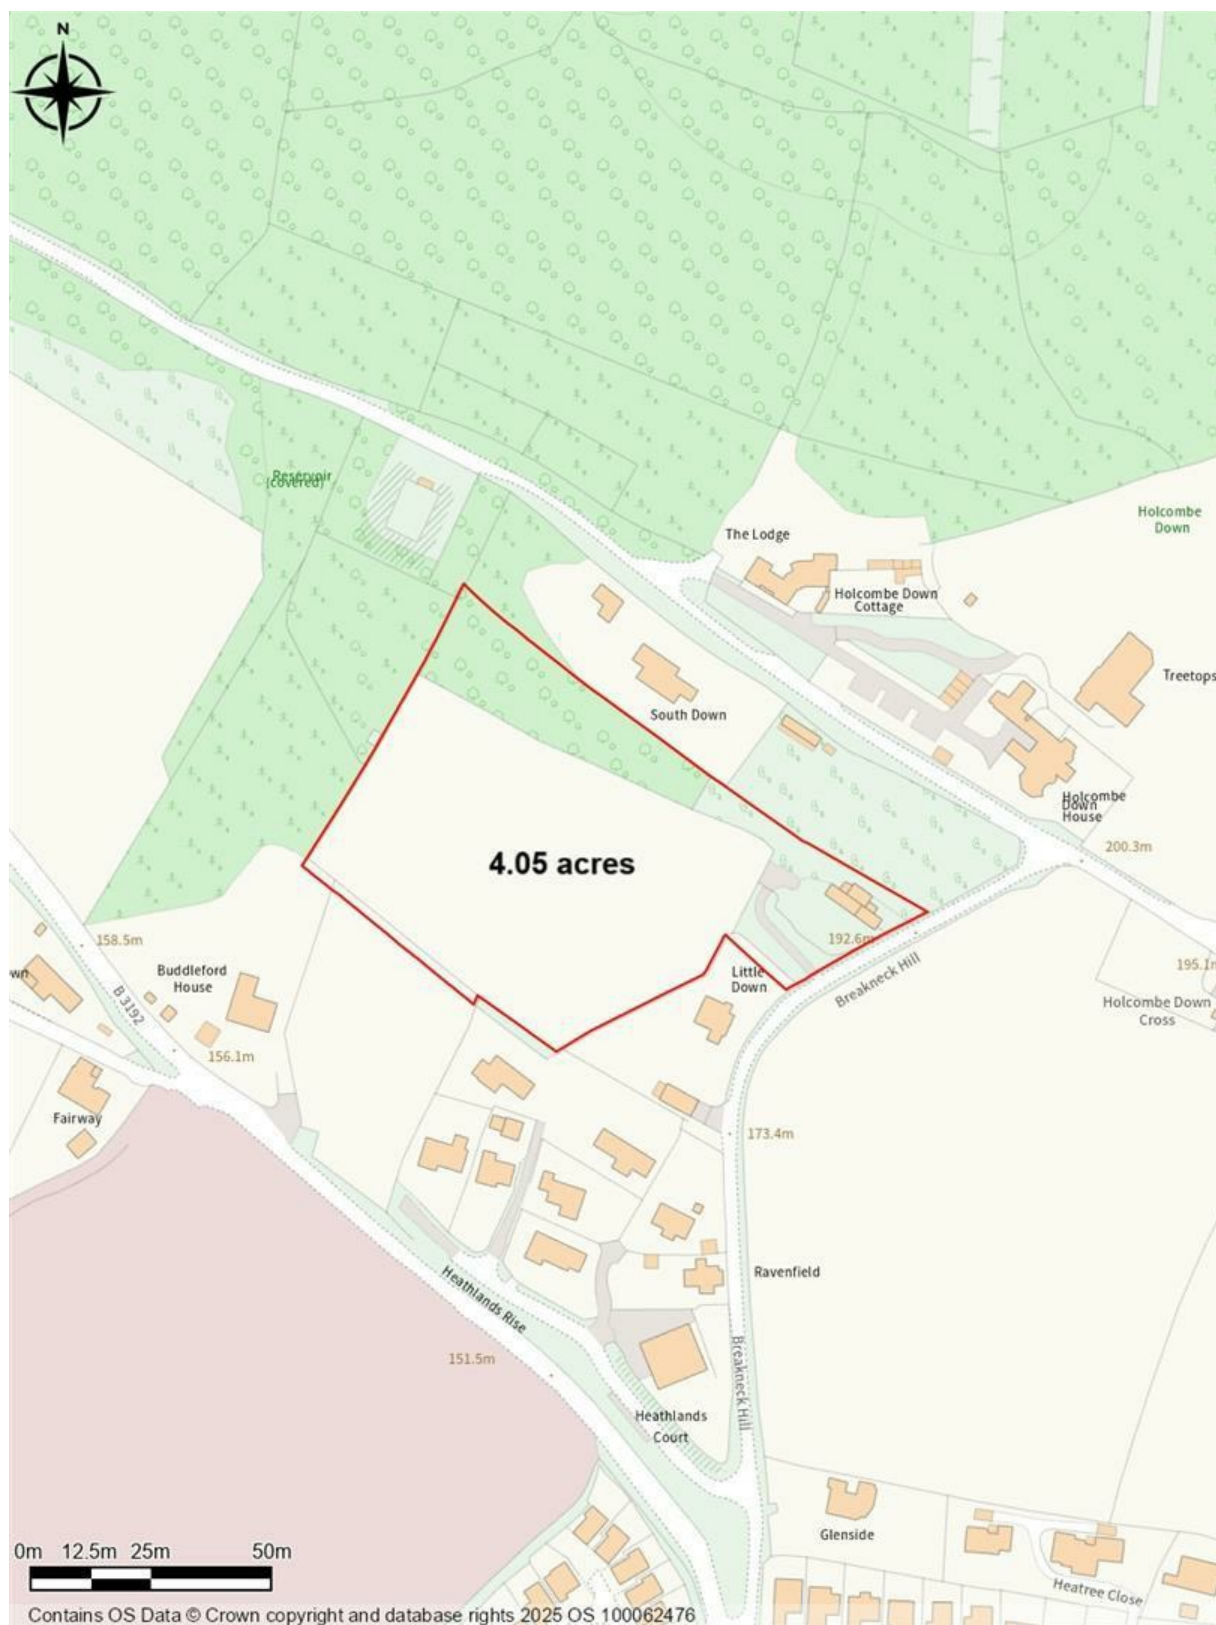 N
Reservoir
(covered)
Holcombe
Down
The Lodge
Holcombe Down
Cottage
Treetops
South Down
Holcombe
Down
House
200.3m
4.05 acres
158.5m
192.6m
Little
Down
Breakneck Hill
195.1m
Holcombe Down
Cross
Buddleford
House
own
B 3192
156.1m
Fairway
173.4m
Ravenfield
Heathlands Rise
151.5m
Breakneck Hill
Heathlands
Court
Glenside
Heatree Close
0m 12.5m 25m 50m
Contains OS Data © Crown copyright and database rights 2025 OS 100062476